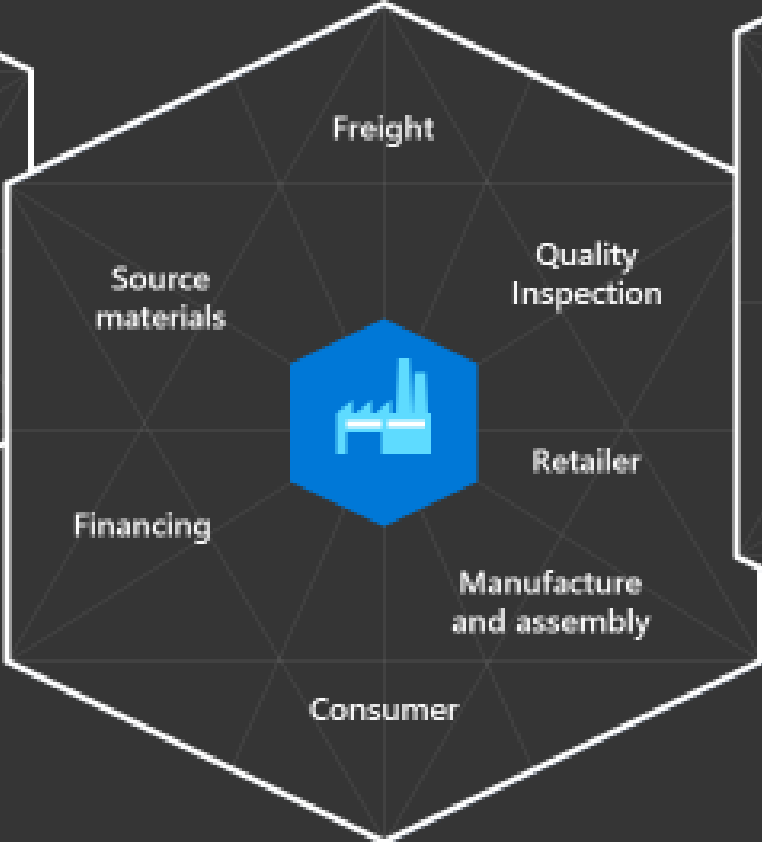 Freight
Quality
Inspection
Source
materials
Retailer
Financing
Manufacture
and assembly
Consumer